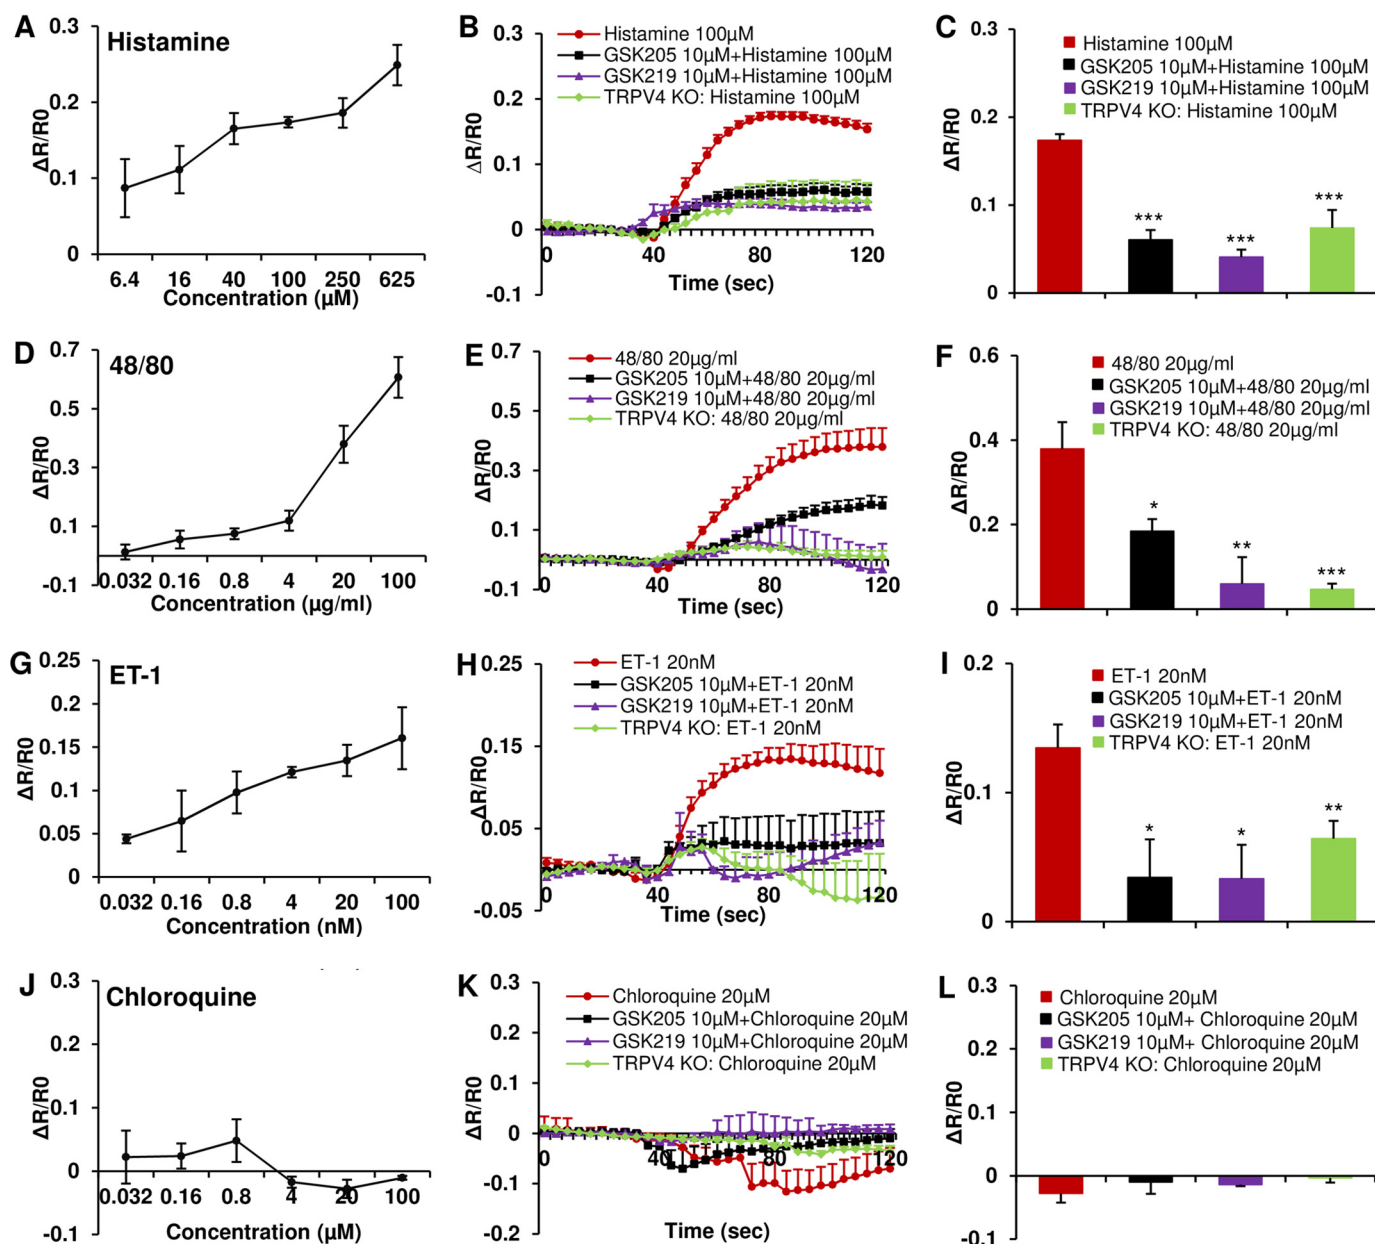 A
Histamine
ΔR/R0
0.3
0.2
0.1
0
6.4 16 40 100 250 625
Concentration (µM)
B
ΔR/R0
0.3
0.2
0.1
0
-0.1
Histamine 100µM
GSK205 10µM+Histamine 100µM
GSK219 10µM+Histamine 100µM
TRPV4 KO: Histamine 100µM
0 40 80 120
Time (sec)
C
ΔR/R0
0.3
0.2
0.1
0
Histamine 100µM
GSK205 10µM+Histamine 100µM
GSK219 10µM+Histamine 100µM
TRPV4 KO: Histamine 100µM
*** *** ***
D
48/80
ΔR/R0
0.7
0.5
0.3
0.1
-0.1
0.032 0.16 0.8 4 20 100
Concentration (µg/ml)
E
ΔR/R0
0.7
0.5
0.3
0.1
-0.1
48/80 20µg/ml
GSK205 10µM+48/80 20µg/ml
GSK219 10µM+48/80 20µg/ml
TRPV4 KO: 48/80 20µg/ml
0 40 80 120
Time (sec)
F
ΔR/R0
0.6
0.4
0.2
0
48/80 20µg/ml
GSK205 10µM+48/80 20µg/ml
GSK219 10µM+48/80 20µg/ml
TRPV4 KO: 48/80 20µg/ml
* ** ***
G
ET-1
ΔR/R0
0.25
0.2
0.15
0.1
0.05
0
0.032 0.16 0.8 4 20 100
Concentration (nM)
H
ΔR/R0
0.25
0.15
0.05
-0.05
ET-1 20nM
GSK205 10µM+ET-1 20nM
GSK219 10µM+ET-1 20nM
TRPV4 KO: ET-1 20nM
0 40 80 120
Time (sec)
I
ΔR/R0
0.2
0.1
0
ET-1 20nM
GSK205 10µM+ET-1 20nM
GSK219 10µM+ET-1 20nM
TRPV4 KO: ET-1 20nM
* * **
J
Chloroquine
ΔR/R0
0.3
0.2
0.1
0
-0.1
0.032 0.16 0.8 4 20 100
Concentration (µM)
K
ΔR/R0
0.3
0.2
0.1
0
-0.1
-0.2
Chloroquine 20µM
GSK205 10µM+Chloroquine 20µM
GSK219 10µM+Chloroquine 20µM
TRPV4 KO: Chloroquine 20µM
0 40 80 120
Time (sec)
L
ΔR/R0
0.3
0.2
0.1
0
-0.1
Chloroquine 20µM
GSK205 10µM+ Chloroquine 20µM
GSK219 10µM+ Chloroquine 20µM
TRPV4 KO: Chloroquine 20µM